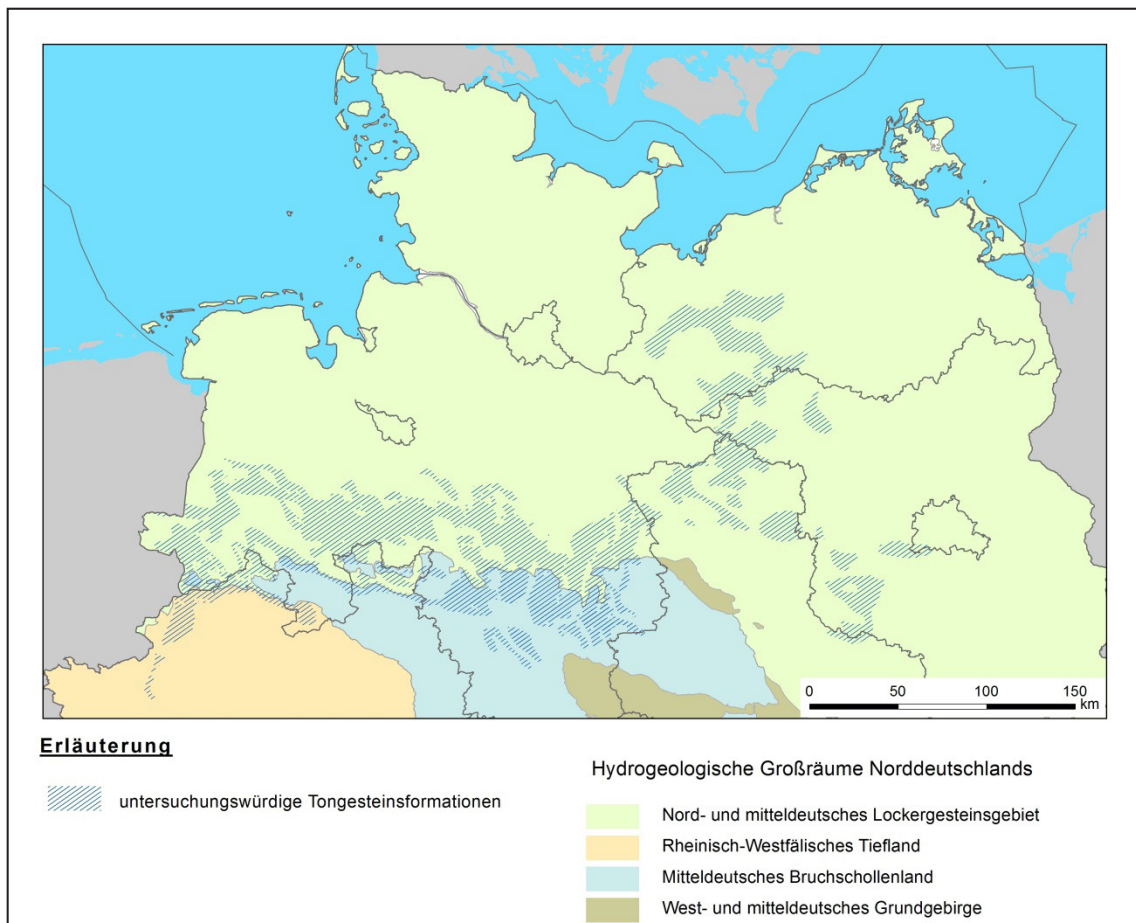 0 50 100 150
km
Erläuterung
untersuchungswürdige Tongesteinsformationen
Hydrogeologische Großräume Norddeutschlands
Nord- und mitteldeutsches Lockergesteinsgebiet
Rheinisch-Westfälisches Tiefland
Mitteldeutsches Bruchschollenland
West- und mitteldeutsches Grundgebirge